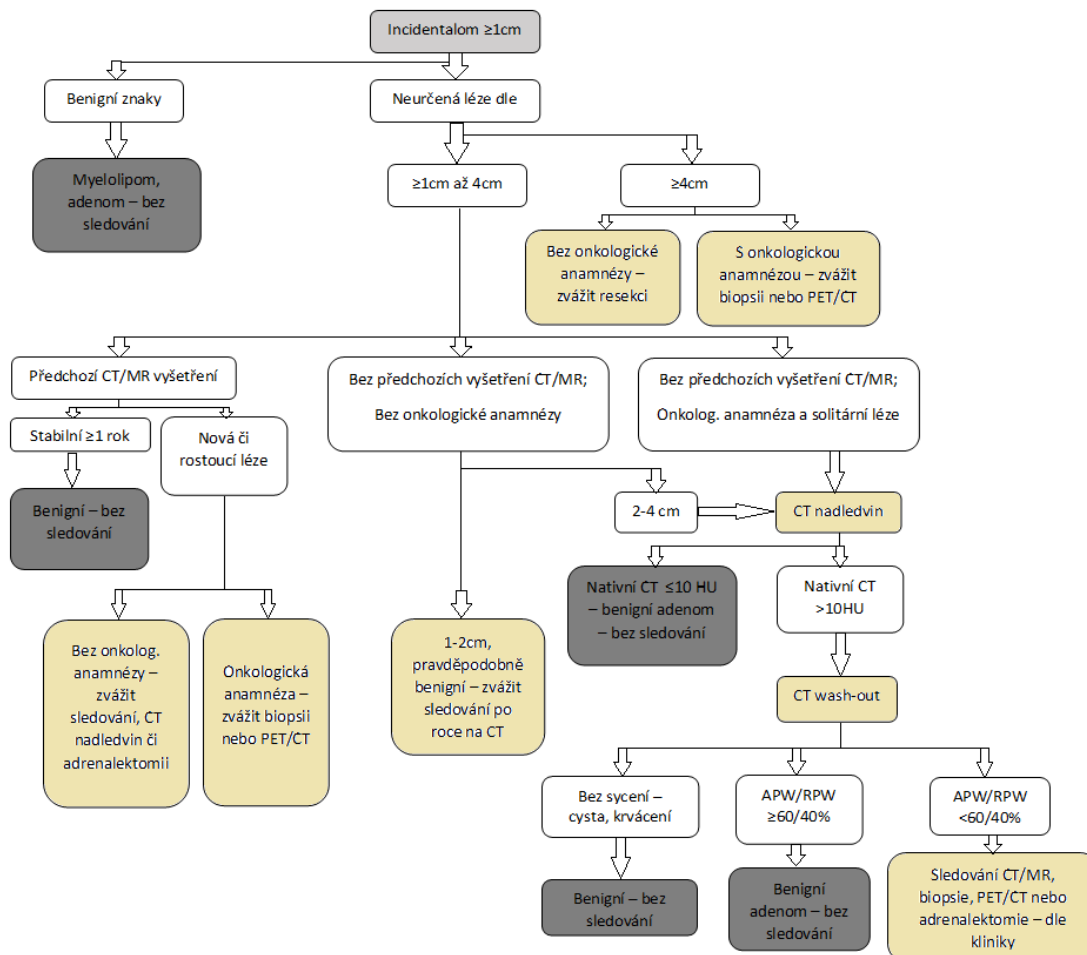 Incidentalom ≥1cm
Benigní znaky
Neurčená léze dle
Myelolipom,
adenom – bez
sledování
≥1cm až 4cm
≥4cm
Bez onkologické
anamnézy –
zvážit resekci
S onkologickou
anamnézou – zvážit
biopsii nebo PET/CT
Předchozí CT/MR vyšetření
Bez předchozích vyšetření CT/MR;
Bez onkologické anamnézy
Bez předchozích vyšetření CT/MR;
Onkolog. anamnéza a solitární léze
Stabilní ≥1 rok
Nová či
rostoucí léze
Benigní – bez
sledování
2-4 cm
CT nadledvin
Nativní CT ≤10 HU
– benigní adenom
– bez sledování
Nativní CT
>10HU
Bez onkolog.
anamnézy –
zvážit
sledování, CT
nadledvin či
adrenalektomii
Onkologická
anamnéza –
zvážit biopsii
nebo PET/CT
1-2cm,
pravděpodobně
benigní – zvážit
sledování po
roce na CT
CT wash-out
Bez sycení –
cysta, krvácení
APW/RPW
≥60/40%
APW/RPW
<60/40%
Benigní – bez
sledování
Benigní
adenom – bez
sledování
Sledování CT/MR,
biopsie, PET/CT nebo
adrenalektomie – dle
kliniky